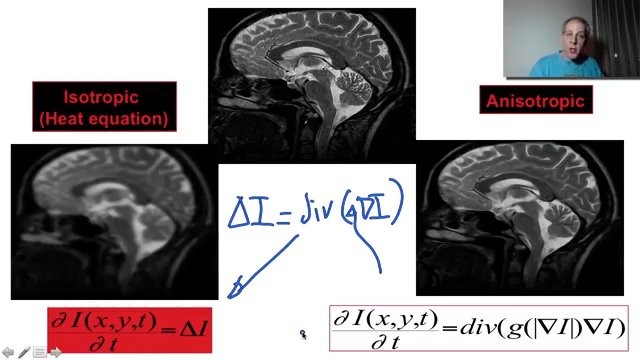 Isotropic
(Heat equation)
Anisotropic
ΔI = div(∇I)
∂I(x,y,t)/∂t = ΔI
∂I(x,y,t)/∂t = div(g(|∇I|)∇I)